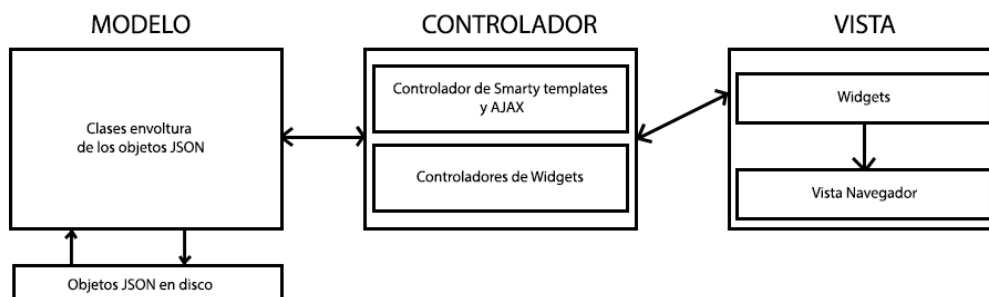 MODELO
CONTROLADOR
VISTA
Clases envoltura
de los objetos JSON
Controlador de Smarty templates
y AJAX
Controladores de Widgets
Widgets
Vista Navegador
Objetos JSON en disco